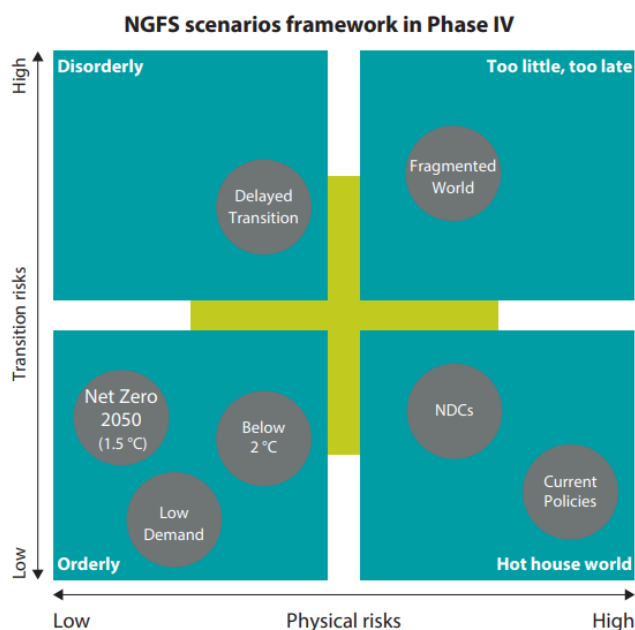 NGFS scenarios framework in Phase IV
High
Disorderly
Too little, too late
Fragmented
World
Delayed
Transition
Transition risks
Net Zero
2050
(1.5 °C)
Below
2 °C
NDCs
Low
Demand
Current
Policies
Low
Orderly
Hot house world
Low
Physical risks
High